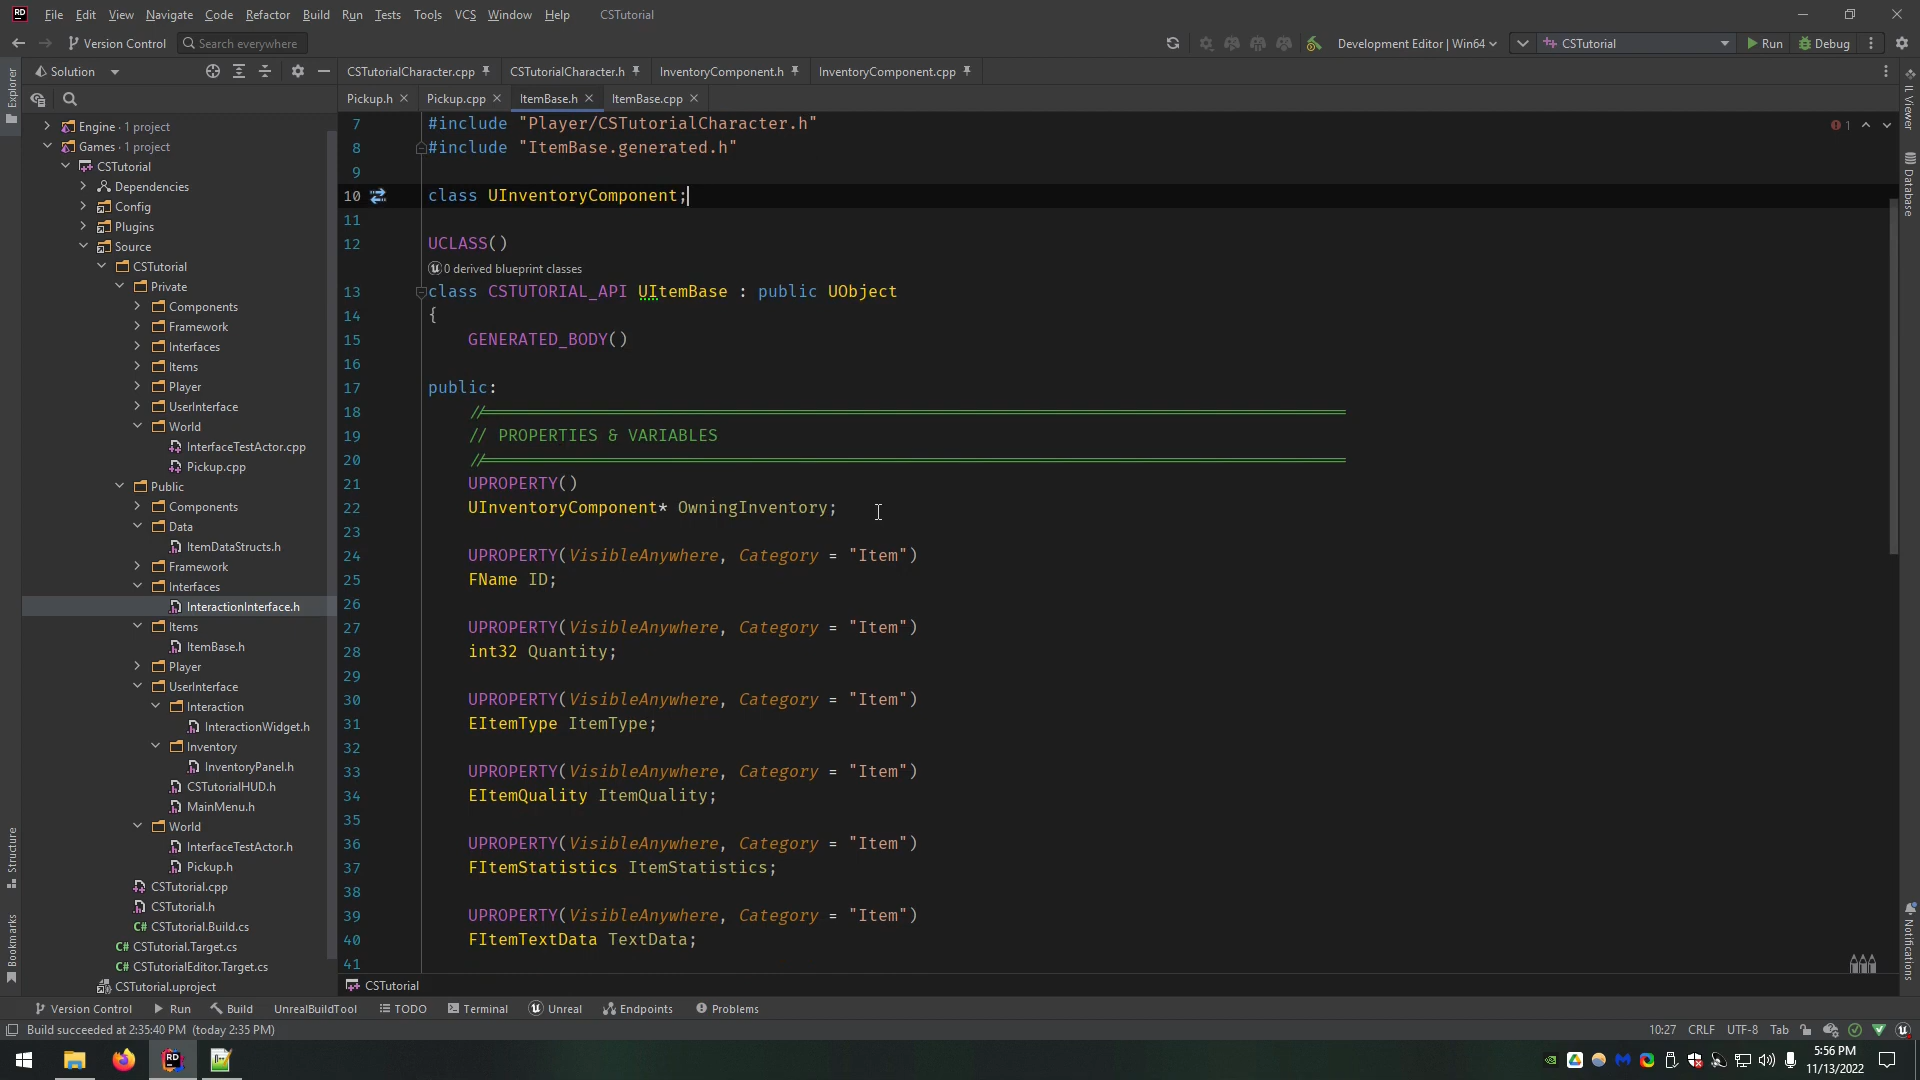 RD File Edit View Navigate Code Refactor Build Run Tests Tools VCS Window Help CSTutorial
Version Control Search everywhere Development Editor | Win64 CSTutorial Run Debug
Solution CSTutorialCharacter.cpp CSTutorialCharacter.h InventoryComponent.h InventoryComponent.cpp
Pickup.h Pickup.cpp ItemBase.h ItemBase.cpp
Explorer
Structure
Bookmarks
Engine · 1 project
Games · 1 project
CSTutorial
Dependencies
Config
Plugins
Source
CSTutorial
Private
Components
Framework
Interfaces
Items
Player
UserInterface
World
InterfaceTestActor.cpp
Pickup.cpp
Public
Components
Data
ItemDataStructs.h
Framework
Interfaces
InteractionInterface.h
Items
ItemBase.h
Player
UserInterface
Interaction
InteractionWidget.h
Inventory
InventoryPanel.h
CSTutorialHUD.h
MainMenu.h
World
InterfaceTestActor.h
Pickup.h
CSTutorial.cpp
CSTutorial.h
C# CSTutorial.Build.cs
C# CSTutorial.Target.cs
C# CSTutorialEditor.Target.cs
CSTutorial.uproject
7 #include "Player/CSTutorialCharacter.h"
8 #include "ItemBase.generated.h"
9
10 class UInventoryComponent;
11
12 UCLASS()
0 derived blueprint classes
13 class CSTUTORIAL_API UItemBase : public UObject
14 {
15 GENERATED_BODY()
16
17 public:
18 //================================================================================
19 // PROPERTIES & VARIABLES
20 //================================================================================
21 UPROPERTY()
22 UInventoryComponent* OwningInventory;
23
24 UPROPERTY(VisibleAnywhere, Category = "Item")
25 FName ID;
26
27 UPROPERTY(VisibleAnywhere, Category = "Item")
28 int32 Quantity;
29
30 UPROPERTY(VisibleAnywhere, Category = "Item")
31 EItemType ItemType;
32
33 UPROPERTY(VisibleAnywhere, Category = "Item")
34 EItemQuality ItemQuality;
35
36 UPROPERTY(VisibleAnywhere, Category = "Item")
37 FItemStatistics ItemStatistics;
38
39 UPROPERTY(VisibleAnywhere, Category = "Item")
40 FItemTextData TextData;
41
1
IL Viewer
Database
Notifications
CSTutorial
Version Control Run Build UnrealBuildTool TODO Terminal Unreal Endpoints Problems
Build succeeded at 2:35:40 PM (today 2:35 PM) 10:27 CRLF UTF-8 Tab
RD
5:56 PM
11/13/2022